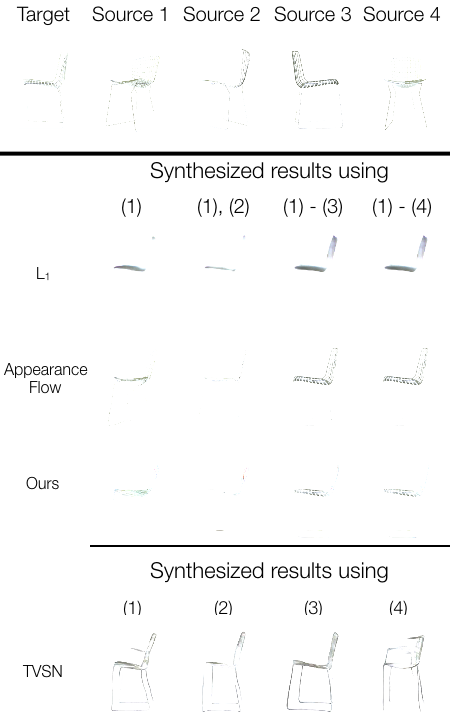 Target Source 1 Source 2 Source 3 Source 4
Synthesized results using
(1) (1), (2) (1) - (3) (1) - (4)
L₁
Appearance
Flow
Ours
Synthesized results using
(1) (2) (3) (4)
TVSN